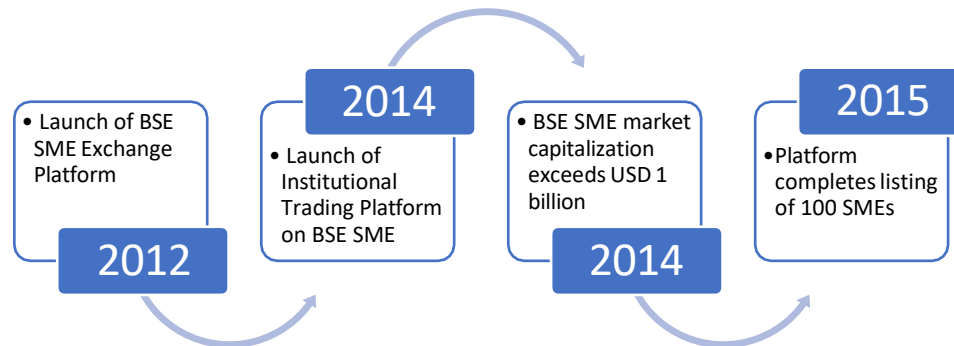 • Launch of BSE
SME Exchange
Platform
2012
2014
• Launch of
Institutional
Trading Platform
on BSE SME
• BSE SME market
capitalization
exceeds USD 1
billion
2014
2015
•Platform
completes listing
of 100 SMEs